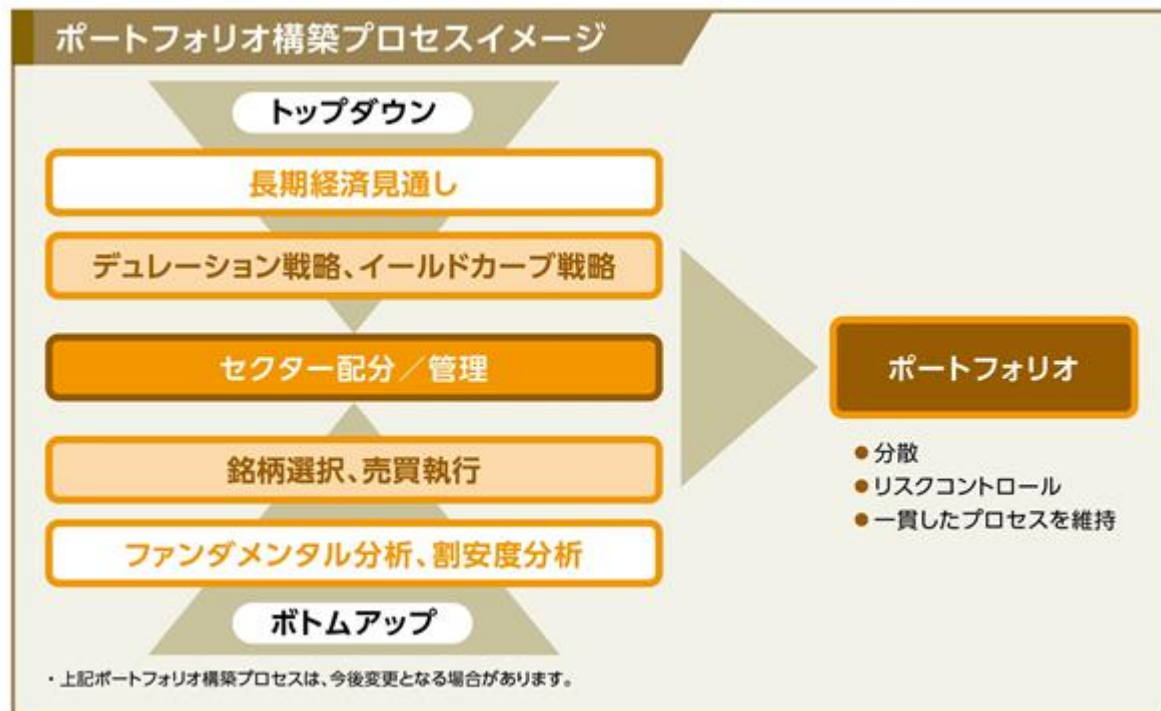 ポートフォリオ構築プロセスイメージ
トップダウン
長期経済見通し
デュレーション戦略、イールドカーブ戦略
セクター配分／管理
銘柄選択、売買執行
ファンダメンタル分析、割安度分析
ボトムアップ
ポートフォリオ
●分散
●リスクコントロール
●一貫したプロセスを維持
・上記ポートフォリオ構築プロセスは、今後変更となる場合があります。